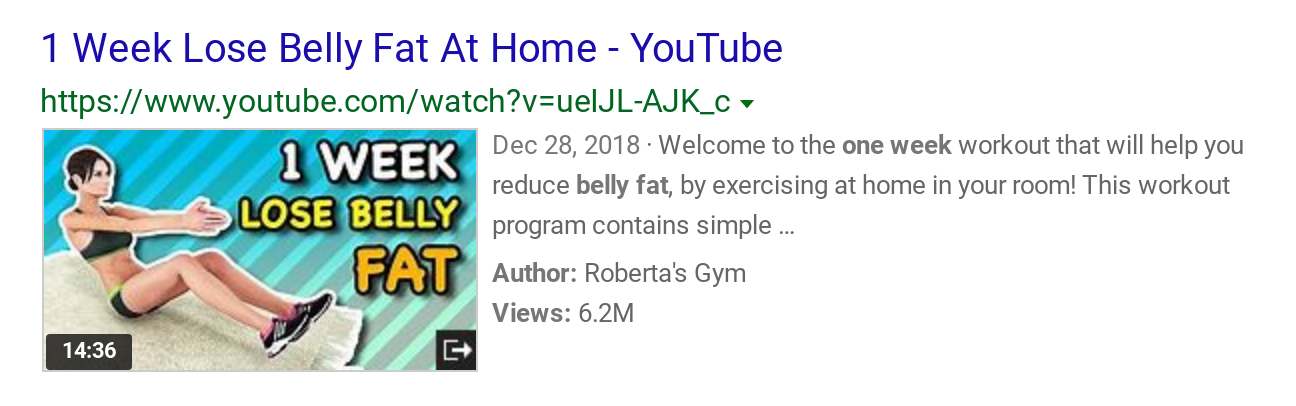 1 Week Lose Belly Fat At Home - YouTube
https://www.youtube.com/watch?v=ueIJL-AJK_c
1 WEEK
LOSE BELLY
FAT
14:36
Dec 28, 2018 · Welcome to the one week workout that will help you
reduce belly fat, by exercising at home in your room! This workout
program contains simple ...
Author: Roberta's Gym
Views: 6.2M